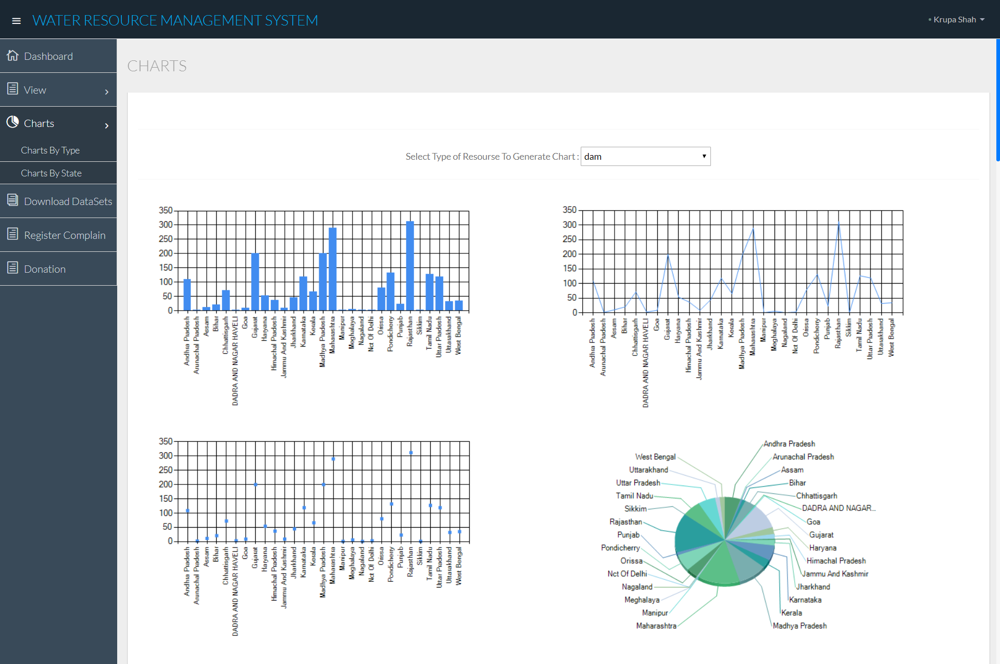 WATER RESOURCE MANAGEMENT SYSTEM
Krupa Shah
Dashboard
View
Charts
Charts By Type
Charts By State
Download DataSets
Register Complain
Donation
CHARTS
Select Type of Resourse To Generate Chart :
dam
350
300
250
200
150
100
50
0
Andhra Pradesh
Arunachal Pradesh
Assam
Bihar
Chhattisgarh
DADRA AND NAGAR HAVELI
Goa
Gujarat
Haryana
Himachal Pradesh
Jammu And Kashmir
Jharkhand
Karnataka
Kerala
Madhya Pradesh
Maharashtra
Manipur
Meghalaya
Nagaland
Nct Of Delhi
Orissa
Pondicherry
Punjab
Rajasthan
Sikkim
Tamil Nadu
Uttar Pradesh
Uttarakhand
West Bengal
350
300
250
200
150
100
50
0
Andhra Pradesh
Arunachal Pradesh
Assam
Bihar
Chhattisgarh
DADRA AND NAGAR HAVELI
Goa
Gujarat
Haryana
Himachal Pradesh
Jammu And Kashmir
Jharkhand
Karnataka
Kerala
Madhya Pradesh
Maharashtra
Manipur
Meghalaya
Nagaland
Nct Of Delhi
Orissa
Pondicherry
Punjab
Rajasthan
Sikkim
Tamil Nadu
Uttar Pradesh
Uttarakhand
West Bengal
350
300
250
200
150
100
50
0
Andhra Pradesh
Arunachal Pradesh
Assam
Bihar
Chhattisgarh
DADRA AND NAGAR HAVELI
Goa
Gujarat
Haryana
Himachal Pradesh
Jammu And Kashmir
Jharkhand
Karnataka
Kerala
Madhya Pradesh
Maharashtra
Manipur
Meghalaya
Nagaland
Nct Of Delhi
Orissa
Pondicherry
Punjab
Rajasthan
Sikkim
Tamil Nadu
Uttar Pradesh
Uttarakhand
West Bengal
Andhra Pradesh
Arunachal Pradesh
Assam
Bihar
Chhattisgarh
DADRA AND NAGAR...
Goa
Gujarat
Haryana
Himachal Pradesh
Jammu And Kashmir
Jharkhand
Karnataka
Kerala
Madhya Pradesh
Maharashtra
Manipur
Meghalaya
Nagaland
Nct Of Delhi
Orissa
Pondicherry
Punjab
Rajasthan
Sikkim
Tamil Nadu
Uttar Pradesh
Uttarakhand
West Bengal